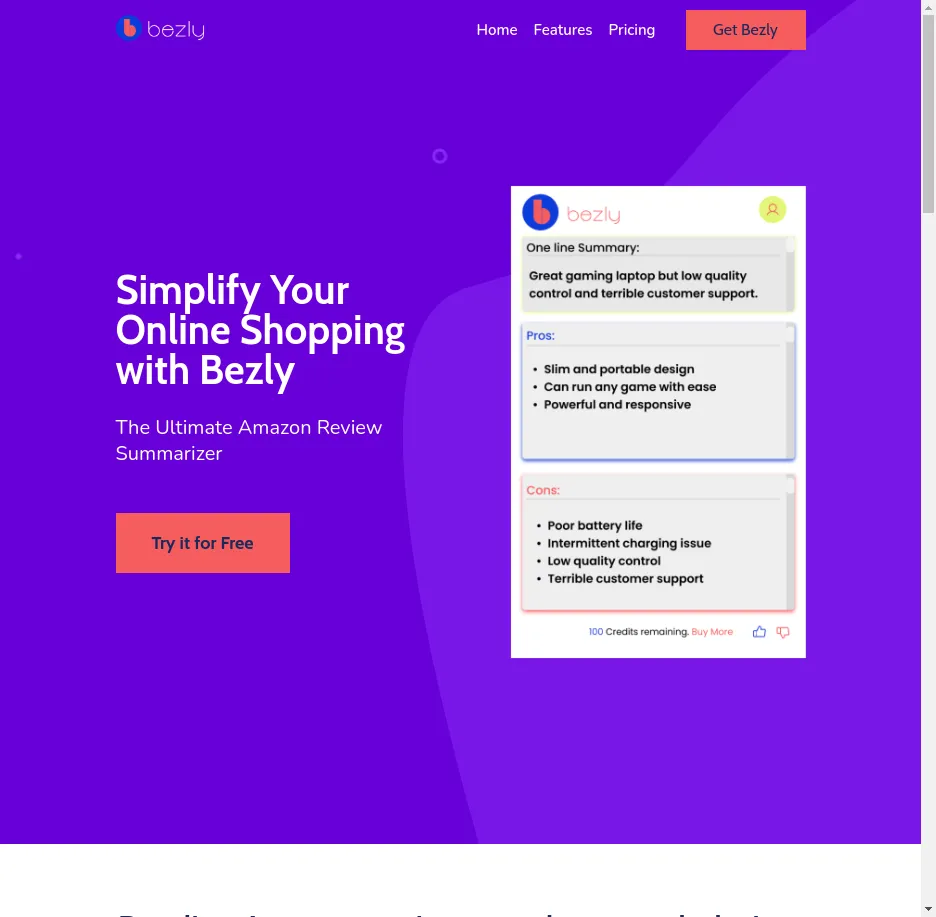 bezly
Home Features Pricing
Get Bezly
Simplify Your
Online Shopping
with Bezly
The Ultimate Amazon Review
Summarizer
Try it for Free
bezly
One line Summary:
Great gaming laptop but low quality
control and terrible customer support.
Pros:
• Slim and portable design
• Can run any game with ease
• Powerful and responsive
Cons:
• Poor battery life
• Intermittent charging issue
• Low quality control
• Terrible customer support
100 Credits remaining. Buy More